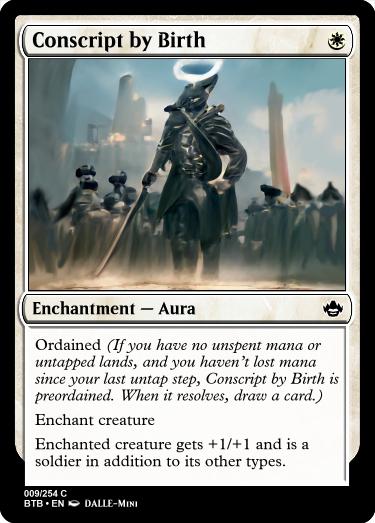 Conscript by Birth
Enchantment — Aura
Ordained (If you have no unspent mana or
untapped lands, and you haven't lost mana
since your last untap step, Conscript by Birth is
preordained. When it resolves, draw a card.)
Enchant creature
Enchanted creature gets +1/+1 and is a
soldier in addition to its other types.
009/254 C
BTB • EN DALLE-Mini